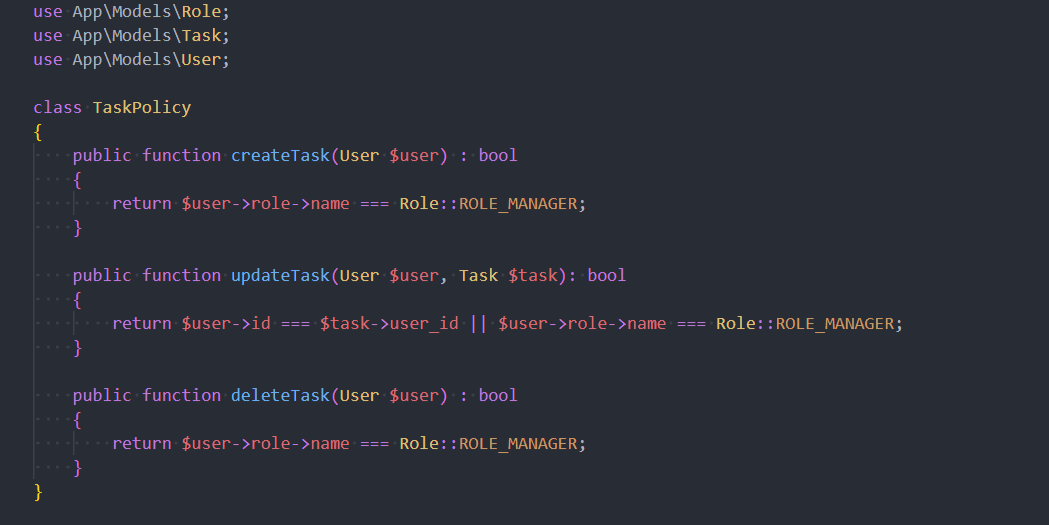 use App\Models\Role;
use App\Models\Task;
use App\Models\User;

class TaskPolicy
{
    public function createTask(User $user) : bool
    {
        return $user->role->name === Role::ROLE_MANAGER;
    }

    public function updateTask(User $user, Task $task): bool
    {
        return $user->id === $task->user_id || $user->role->name === Role::ROLE_MANAGER;
    }

    public function deleteTask(User $user) : bool
    {
        return $user->role->name === Role::ROLE_MANAGER;
    }
}